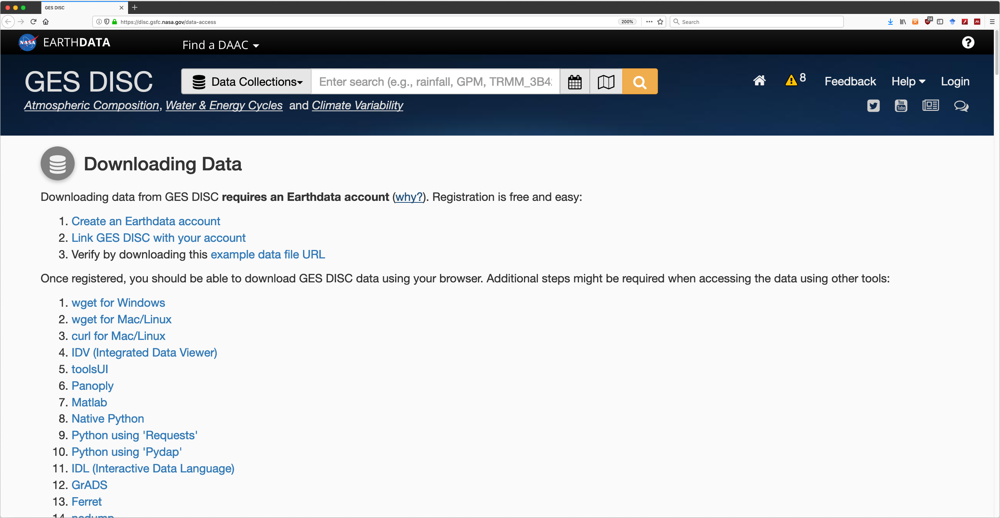 GES DISC
https://disc.gsfc.nasa.gov/data-access
200%
Search
24
NASA
EARTHDATA
Find a DAAC
GES DISC
Data Collections
Enter search (e.g., rainfall, GPM, TRMM_3B42
8
Feedback
Help
Login
Atmospheric Composition, Water & Energy Cycles and Climate Variability
You
Tube
Downloading Data
Downloading data from GES DISC requires an Earthdata account (why?). Registration is free and easy:
1. Create an Earthdata account
2. Link GES DISC with your account
3. Verify by downloading this example data file URL
Once registered, you should be able to download GES DISC data using your browser. Additional steps might be required when accessing the data using other tools:
1. wget for Windows
2. wget for Mac/Linux
3. curl for Mac/Linux
4. IDV (Integrated Data Viewer)
5. toolsUI
6. Panoply
7. Matlab
8. Native Python
9. Python using 'Requests'
10. Python using 'Pydap'
11. IDL (Interactive Data Language)
12. GrADS
13. Ferret
14. ncdump